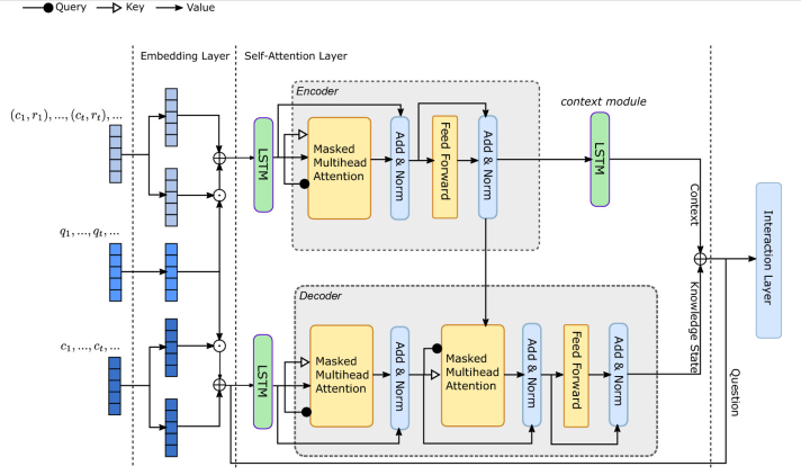 Query Key Value
Embedding Layer Self-Attention Layer
Encoder
context module
(c₁, r₁), ..., (cₜ, rₜ), ...
LSTM
Masked
Multihead
Attention
Add & Norm
Feed Forward
Add & Norm
LSTM
Context
q₁, ..., qₜ, ...
Interaction Layer
Decoder
Knowledge State
c₁, ..., cₜ, ...
LSTM
Masked
Multihead
Attention
Add & Norm
Masked
Multihead
Attention
Add & Norm
Feed Forward
Add & Norm
Question